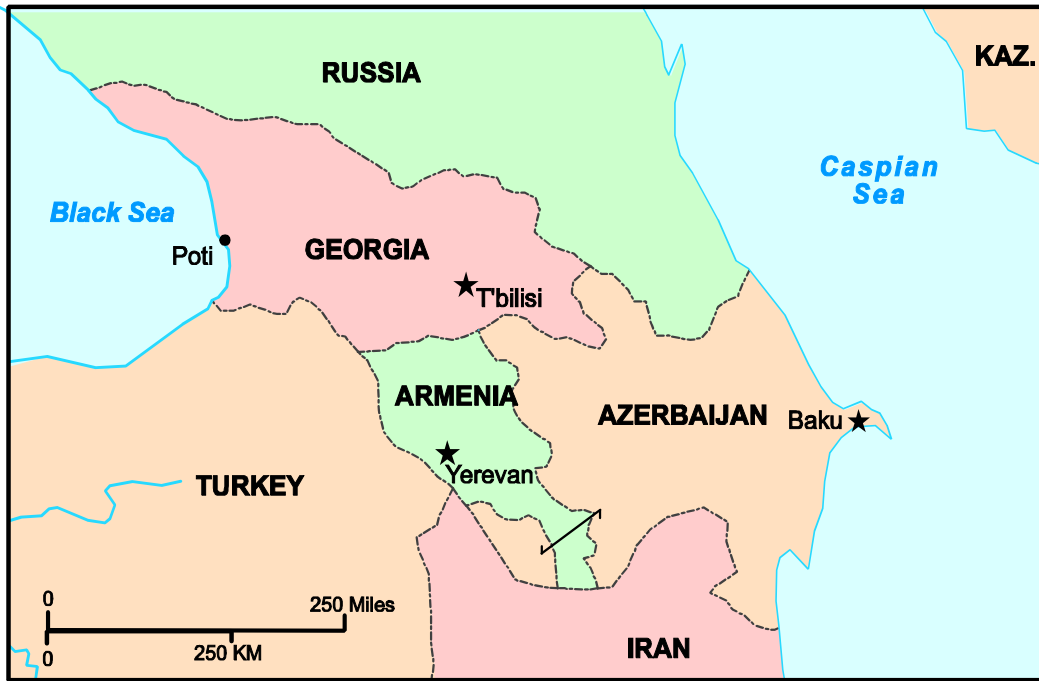 RUSSIA
KAZ.
Caspian
Sea
Black Sea
Poti
GEORGIA
T'bilisi
ARMENIA
AZERBAIJAN
Baku
Yerevan
TURKEY
0
250 Miles
0
250 KM
IRAN